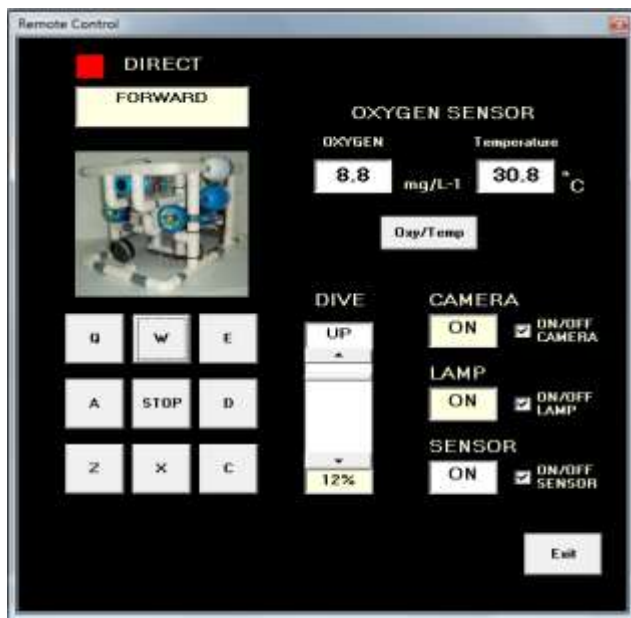 Remote Control
DIRECT
FORWARD
OXYGEN SENSOR
OXYGEN
Temperature
8.8 mg/L-1
30.8 °C
Oxy/Temp
DIVE
UP
12%
CAMERA
ON
ON/OFF
CAMERA
LAMP
ON
ON/OFF
LAMP
SENSOR
ON
ON/OFF
SENSOR
Q W E
A STOP D
Z X C
Exit